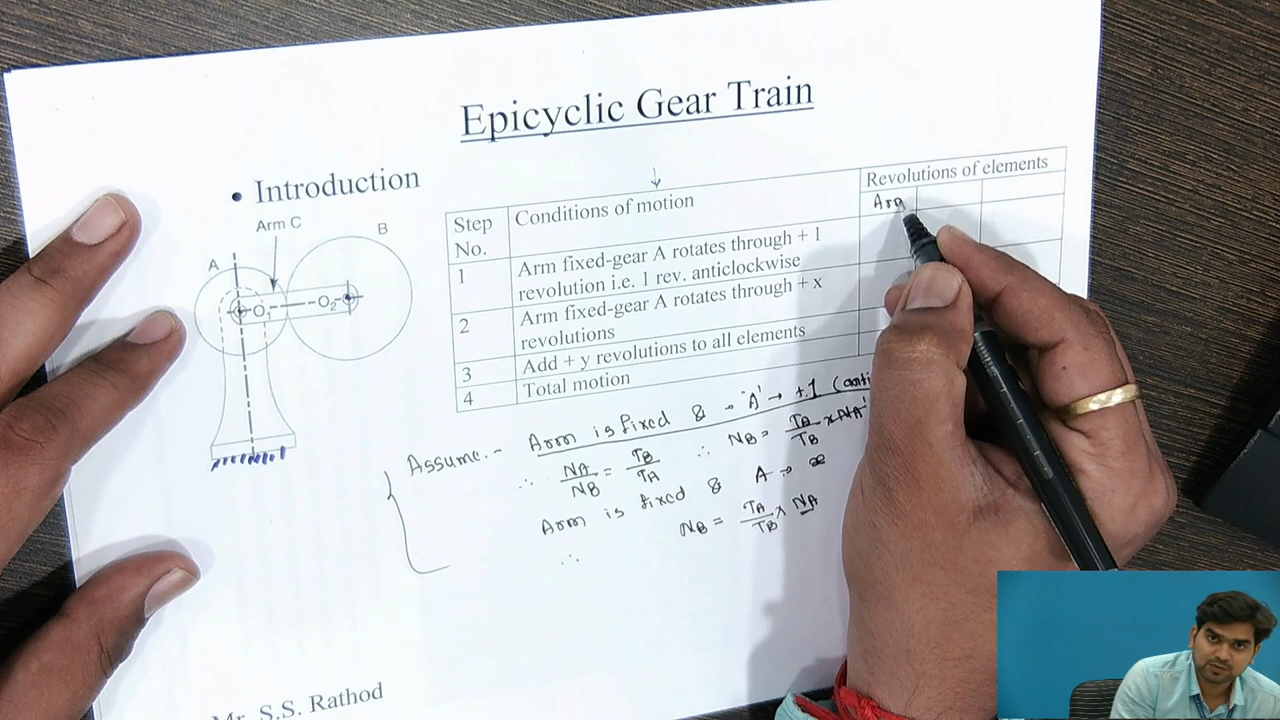 Epicyclic Gear Train
• Introduction
Arm C
A
B
O1
O2
Step No.
Conditions of motion
Revolutions of elements
Arm
1
Arm fixed-gear A rotates through + 1
revolution i.e. 1 rev. anticlockwise
2
Arm fixed-gear A rotates through + x
revolutions
3
Add + y revolutions to all elements
4
Total motion
Assume:- Arm is fixed & → 'A' → +1 (anti
∴ NA/NB = TB/TA ∴ NB = TA/TB × NA
Arm is fixed & A → x
∴ NB = TA/TB × NA
Mr. S.S. Rathod